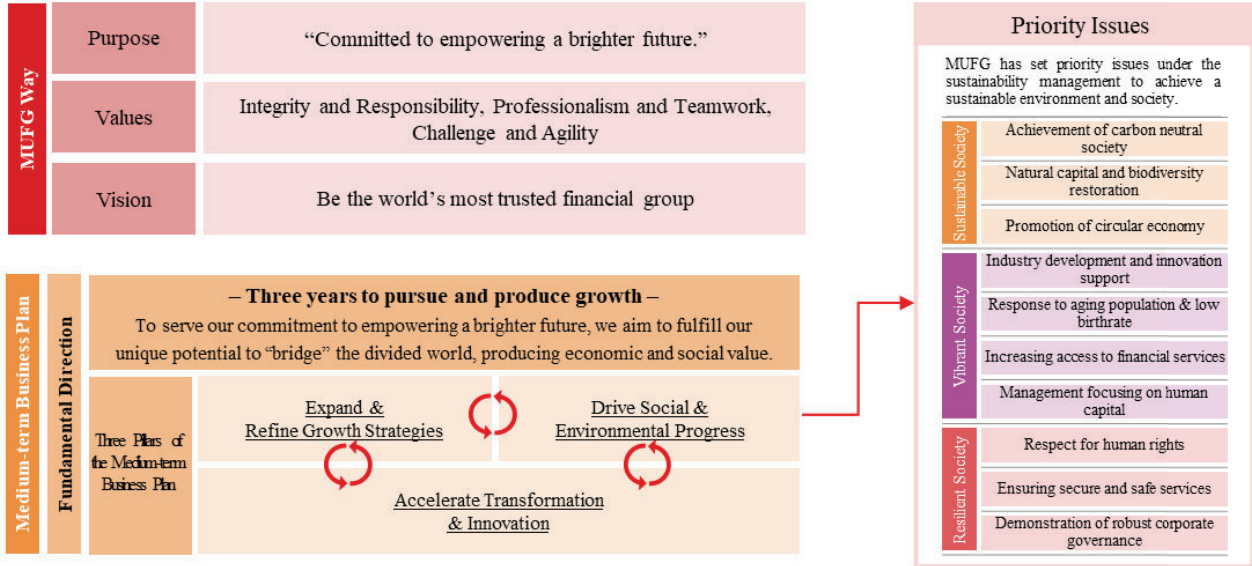 MUFG Way
Purpose
“Committed to empowering a brighter future.”
Values
Integrity and Responsibility, Professionalism and Teamwork,
Challenge and Agility
Vision
Be the world’s most trusted financial group
Medium-term Business Plan
Fundamental Direction
– Three years to pursue and produce growth –
To serve our commitment to empowering a brighter future, we aim to fulfill our
unique potential to “bridge” the divided world, producing economic and social value.
Three Pillars of
the Medium-term
Business Plan
Expand &
Refine Growth Strategies
Drive Social &
Environmental Progress
Accelerate Transformation
& Innovation
Priority Issues
MUFG has set priority issues under the
sustainability management to achieve a
sustainable environment and society.
Sustainable Society
Achievement of carbon neutral
society
Natural capital and biodiversity
restoration
Promotion of circular economy
Vibrant Society
Industry development and innovation
support
Response to aging population & low
birthrate
Increasing access to financial services
Management focusing on human
capital
Resilient Society
Respect for human rights
Ensuring secure and safe services
Demonstration of robust corporate
governance